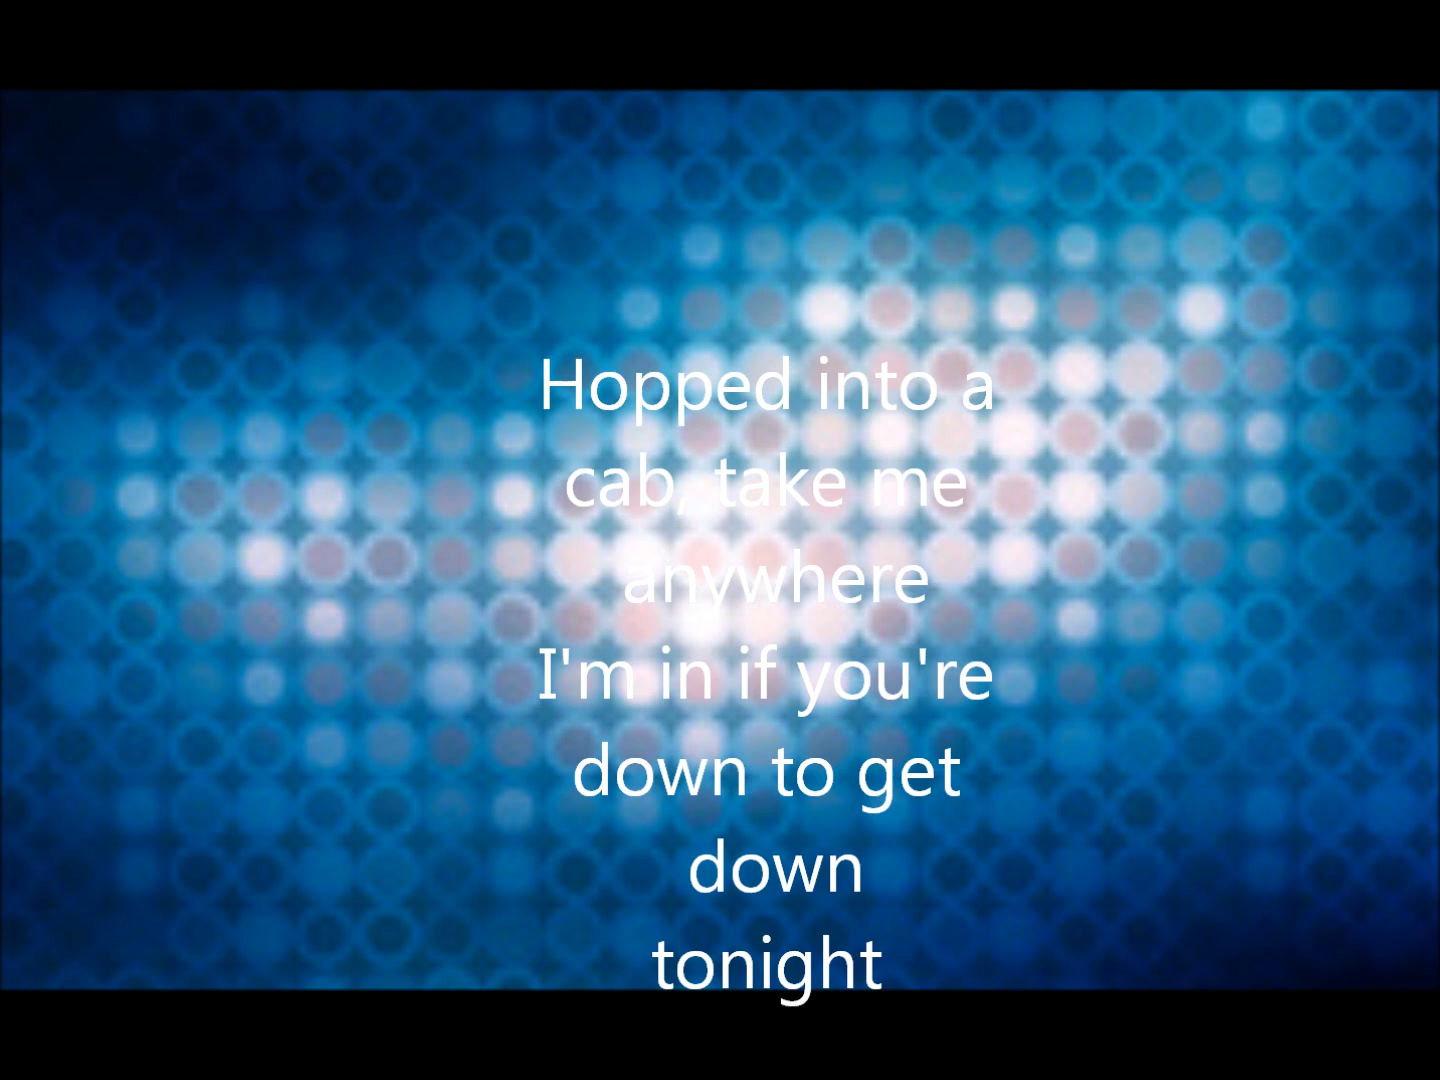 Hopped into a
cab, take me
anywhere
I'm in if you're
down to get
down
tonight